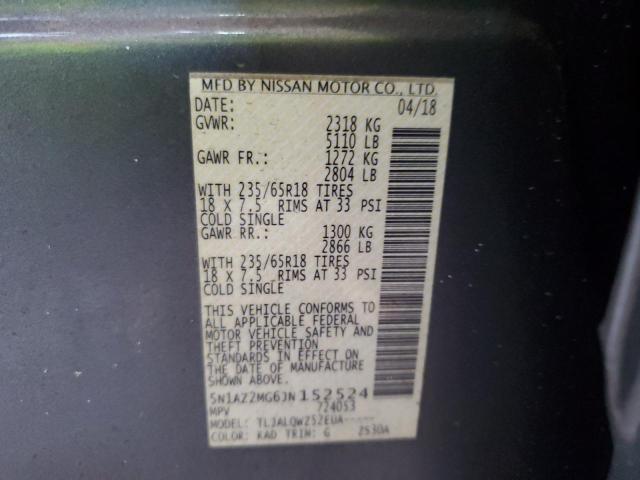 MFD BY NISSAN MOTOR CO., LTD.
DATE: 04/18
GVWR: 2318 KG
5110 LB
GAWR FR.: 1272 KG
2804 LB
WITH 235/65R18 TIRES
18 X 7.5 RIMS AT 33 PSI
COLD SINGLE
GAWR RR.: 1300 KG
2866 LB
WITH 235/65R18 TIRES
18 X 7.5 RIMS AT 33 PSI
COLD SINGLE
THIS VEHICLE CONFORMS TO
ALL APPLICABLE FEDERAL
MOTOR VEHICLE SAFETY AND
THEFT PREVENTION
STANDARDS IN EFFECT ON THE
DATE OF MANUFACTURE
SHOWN ABOVE.
5N1AZ2MG6JN152524
MPV 724053
MODEL: TLJALQWZ52EUA-----
COLOR: KAD TRIM: G 2530A